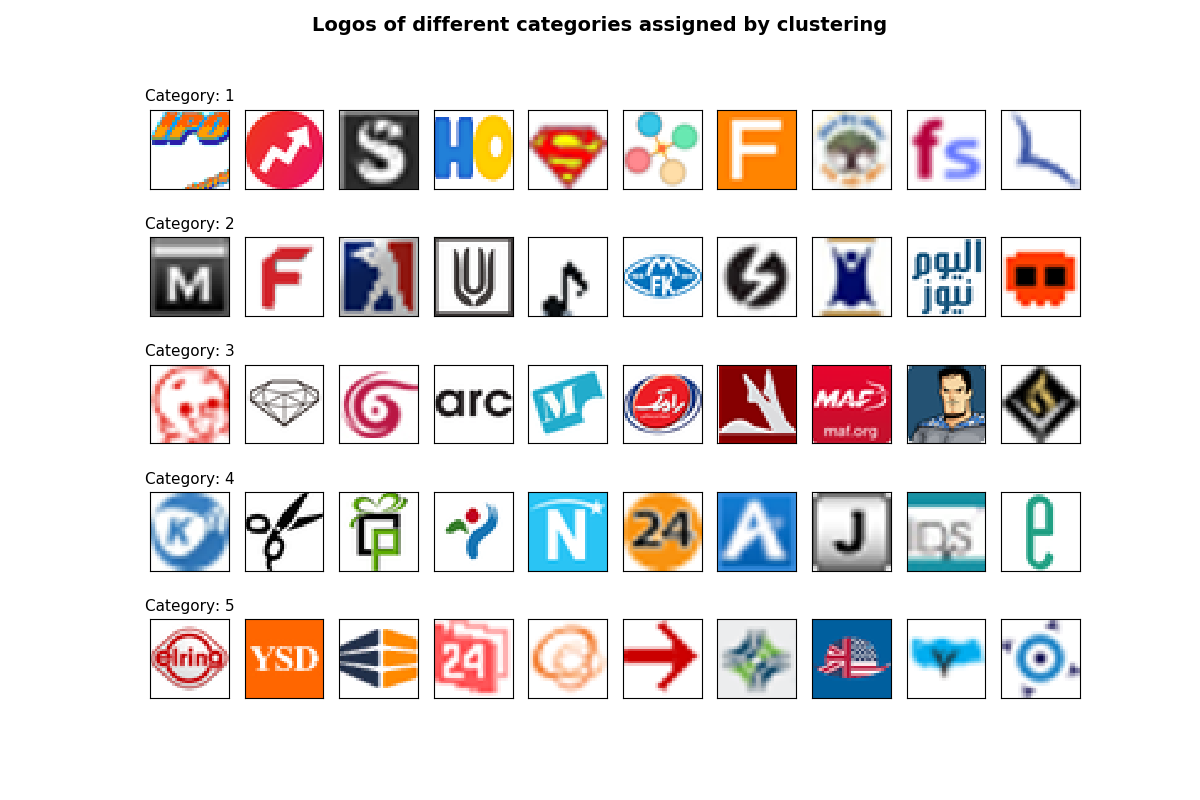 Logos of different categories assigned by clustering
Category: 1
IPO
S
HO
S
F
fs
Category: 2
M
F
U
FK
اليوم
نيوز
Category: 3
arc
M
MAF
maf.org
Category: 4
K
N
24
A
J
IDS
e
Category: 5
elring
YSD
24